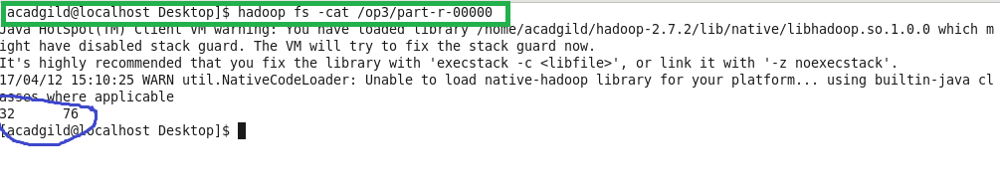 [acadgild@localhost Desktop]$ hadoop fs -cat /op3/part-r-00000
Java HotSpot(TM) Client VM warning: You have loaded library /home/acadgild/hadoop-2.7.2/lib/native/libhadoop.so.1.0.0 which m
ight have disabled stack guard. The VM will try to fix the stack guard now.
It's highly recommended that you fix the library with 'execstack -c <libfile>', or link it with '-z noexecstack'.
17/04/12 15:10:25 WARN util.NativeCodeLoader: Unable to load native-hadoop library for your platform... using builtin-java cl
asses where applicable
32 76
[acadgild@localhost Desktop]$